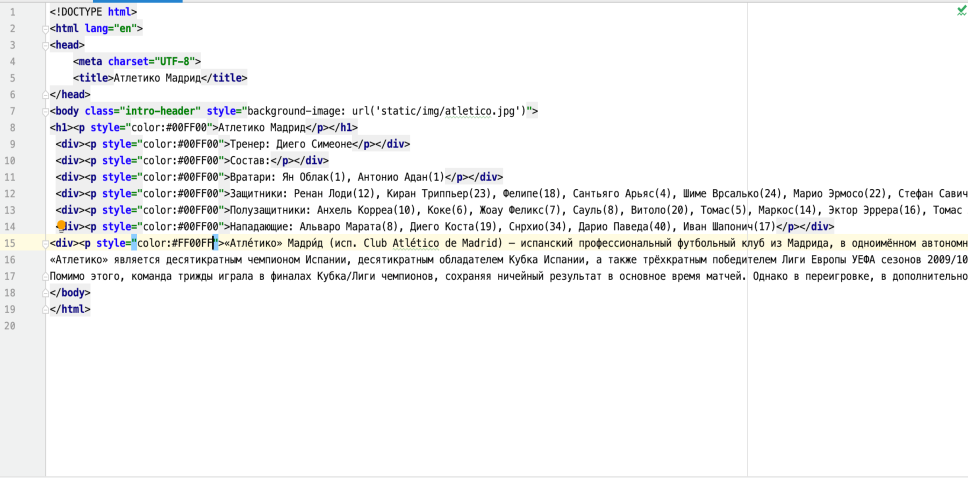 1 <!DOCTYPE html>
2 <html lang="en">
3 <head>
4 <meta charset="UTF-8">
5 <title>Атлетико Мадрид</title>
6 </head>
7 <body class="intro-header" style="background-image: url('static/img/atletico.jpg')">
8 <h1><p style="color:#00FF00">Атлетико Мадрид</p></h1>
9 <div><p style="color:#00FF00">Тренер: Диего Симеоне</p></div>
10 <div><p style="color:#00FF00">Состав:</p></div>
11 <div><p style="color:#00FF00">Вратари: Ян Облак(1), Антонио Адан(1)</p></div>
12 <div><p style="color:#00FF00">Защитники: Ренан Лоди(12), Киран Триппьер(23), Фелипе(18), Сантьяго Арьяс(4), Шиме Врсалько(24), Марио Эрмосо(22), Стефан Савич
13 <div><p style="color:#00FF00">Полузащитники: Анхель Корреа(10), Коке(6), Жоау Феликс(7), Сауль(8), Витоло(20), Томас(5), Маркос(14), Эктор Эррера(16), Томас
14 <div><p style="color:#00FF00">Нападающие: Альваро Марата(8), Диего Коста(19), Снрхио(34), Дарио Паведа(40), Иван Шапонич(17)</p></div>
15 <div><p style="color:#FF00FF">«Атле́тико» Мадри́д (исп. Club Atlético de Madrid) — испанский профессиональный футбольный клуб из Мадрида, в одноимённом автономн
16 «Атлетико» является десятикратным чемпионом Испании, десятикратным обладателем Кубка Испании, а также трёхкратным победителем Лиги Европы УЕФА сезонов 2009/10
17 Помимо этого, команда трижды играла в финалах Кубка/Лиги чемпионов, сохраняя ничейный результат в основное время матчей. Однако в переигровке, в дополнительно
18 </body>
19 </html>
20